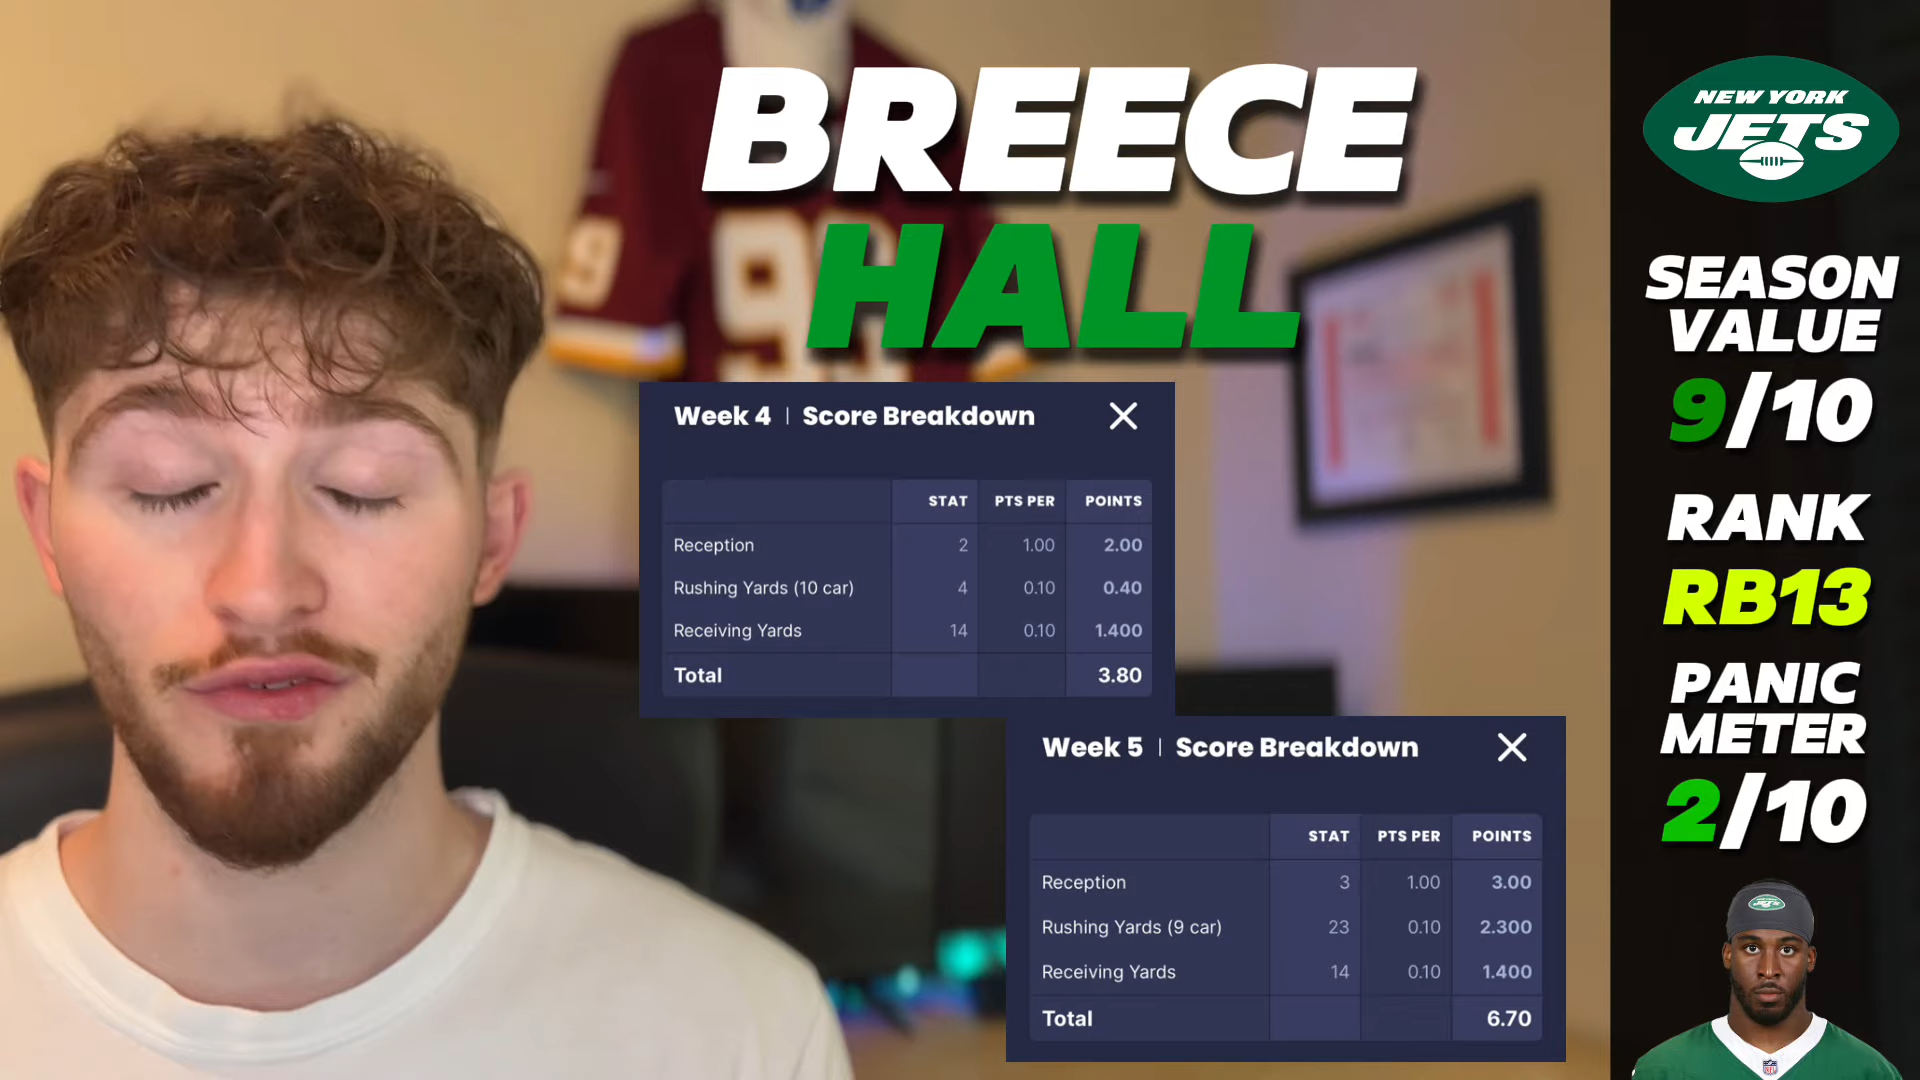 BREECE
HALL
Week 4 | Score Breakdown
STAT PTS PER POINTS
Reception 2 1.00 2.00
Rushing Yards (10 car) 4 0.10 0.40
Receiving Yards 14 0.10 1.400
Total 3.80
Week 5 | Score Breakdown
STAT PTS PER POINTS
Reception 3 1.00 3.00
Rushing Yards (9 car) 23 0.10 2.300
Receiving Yards 14 0.10 1.400
Total 6.70
NEW YORK
JETS
SEASON
VALUE
9/10
RANK
RB13
PANIC
METER
2/10
JETS
NFL
9
99